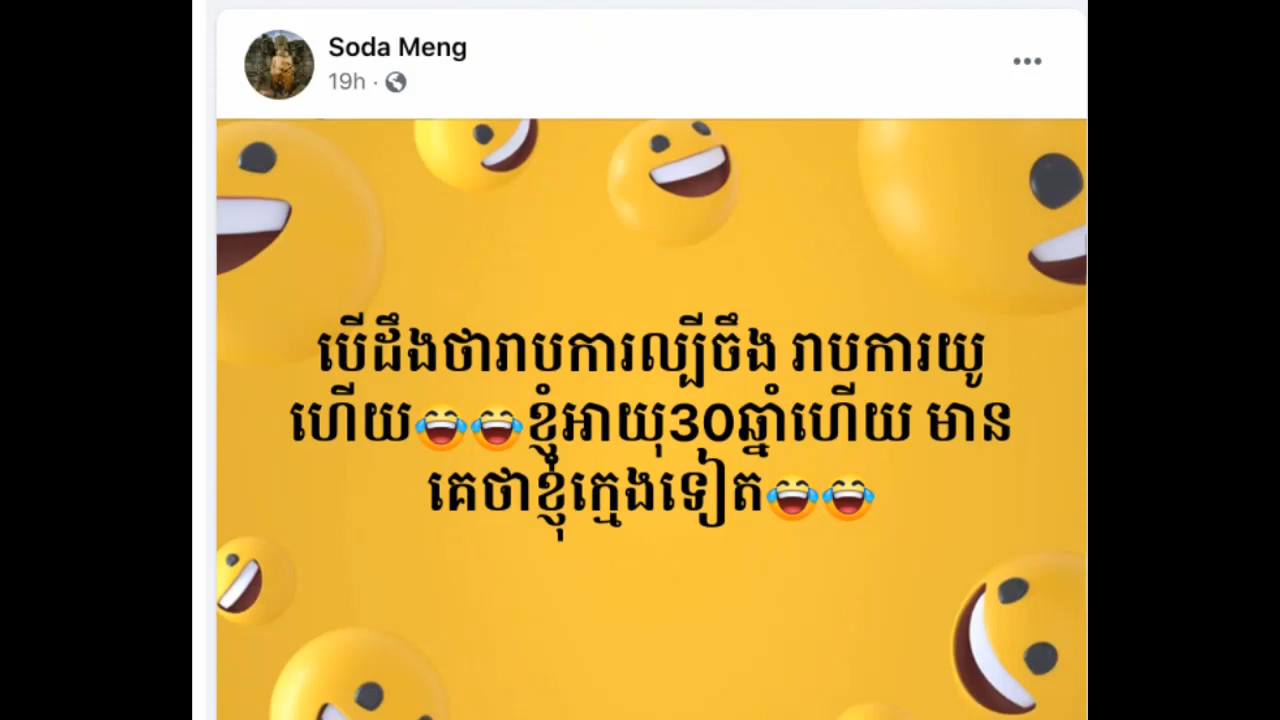 Soda Meng
19h ·
បើដឹងថារាបការល្បីចឹង រាបការយូ
ហើយ😂😂ខ្ញុំអាយុ30ឆ្នាំហើយ មាន
គេថាខ្ញុំក្មេងទៀត😂😂